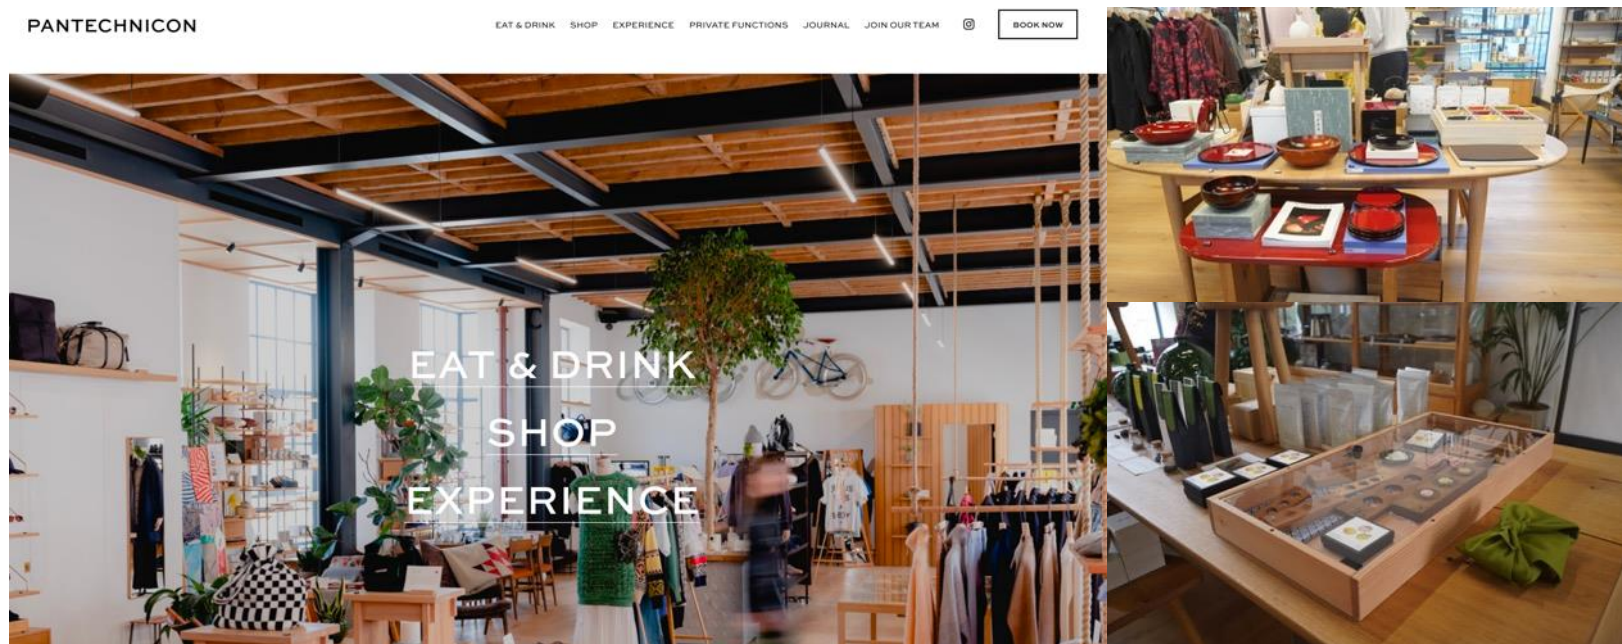 PANTECHNICON
EAT & DRINK SHOP EXPERIENCE PRIVATE FUNCTIONS JOURNAL JOIN OUR TEAM BOOK NOW
EAT & DRINK
SHOP
EXPERIENCE